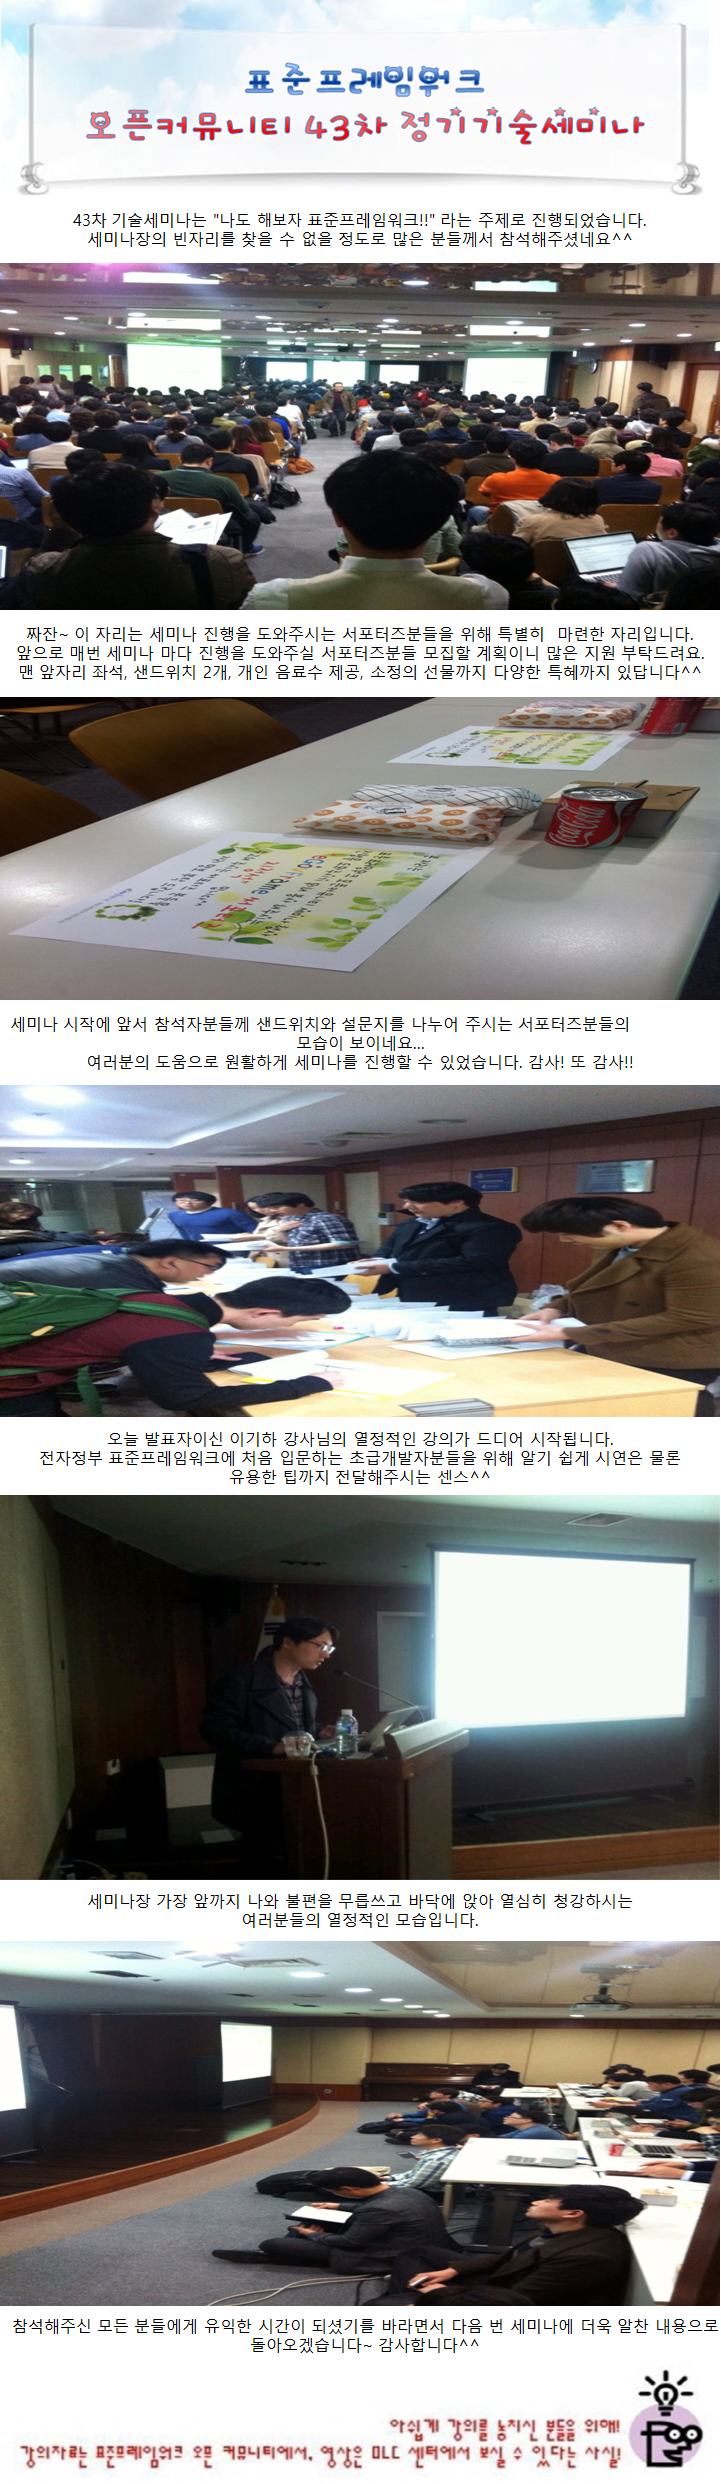 표준프레임워크
오픈커뮤니티 43차 정기기술세미나
43차 기술세미나는 "나도 해보자 표준프레임워크!!" 라는 주제로 진행되었습니다.
세미나장의 빈자리를 찾을 수 없을 정도로 많은 분들께서 참석해주셨네요^^
짜잔~ 이 자리는 세미나 진행을 도와주시는 서포터즈분들을 위해 특별히 마련한 자리입니다.
앞으로 매번 세미나 마다 진행을 도와주실 서포터즈분들 모집할 계획이니 많은 지원 부탁드려요.
맨 앞자리 좌석, 샌드위치 2개, 개인 음료수 제공, 소정의 선물까지 다양한 특혜까지 있답니다^^
eGovFrame 서포터즈
Coca-Cola
세미나 시작에 앞서 참석자분들께 샌드위치와 설문지를 나누어 주시는 서포터즈분들의
모습이 보이네요...
여러분의 도움으로 원활하게 세미나를 진행할 수 있었습니다. 감사! 또 감사!!
오늘 발표자이신 이기하 강사님의 열정적인 강의가 드디어 시작됩니다.
전자정부 표준프레임워크에 처음 입문하는 초급개발자분들을 위해 알기 쉽게 시연은 물론
유용한 팁까지 전달해주시는 센스^^
세미나장 가장 앞까지 나와 불편을 무릅쓰고 바닥에 앉아 열심히 청강하시는
여러분들의 열정적인 모습입니다.
참석해주신 모든 분들에게 유익한 시간이 되셨기를 바라면서 다음 번 세미나에 더욱 알찬 내용으로
돌아오겠습니다~ 감사합니다^^
아쉽게 강의를 놓치신 분들을 위해!
강의자료는 표준프레임워크 오픈 커뮤니티에서, 영상은 OLC 센터에서 보실 수 있다는 사실!